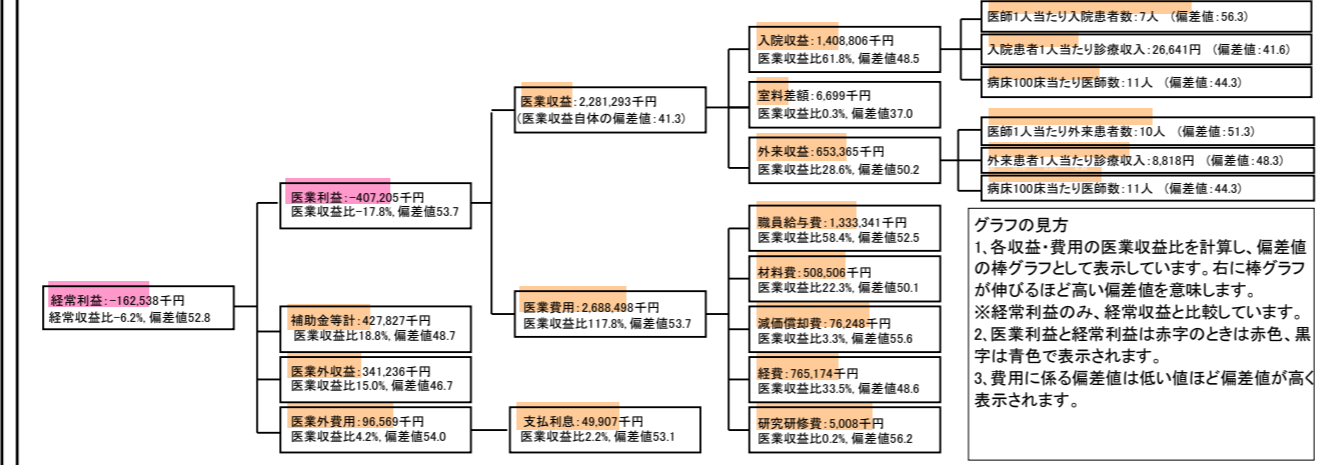 経常利益:-162,538千円
経常収益比-6.2%, 偏差値52.8
医業利益:-407,205千円
医業収益比-17.8%, 偏差値53.7
補助金等計:427,827千円
医業収益比18.8%, 偏差値48.7
医業外収益:341,236千円
医業収益比15.0%, 偏差値46.7
医業外費用:96,569千円
医業収益比4.2%, 偏差値54.0
医業収益:2,281,293千円
(医業収益自体の偏差値:41.3)
医業費用:2,688,498千円
医業収益比117.8%, 偏差値53.7
支払利息:49,907千円
医業収益比2.2%, 偏差値53.1
入院収益:1,408,806千円
医業収益比61.8%, 偏差値48.5
室料差額:6,699千円
医業収益比0.3%, 偏差値37.0
外来収益:653,365千円
医業収益比28.6%, 偏差値50.2
職員給与費:1,333,341千円
医業収益比58.4%, 偏差値52.5
材料費:508,506千円
医業収益比22.3%, 偏差値50.1
減価償却費:76,248千円
医業収益比3.3%, 偏差値55.6
経費:765,174千円
医業収益比33.5%, 偏差値48.6
研究研修費:5,008千円
医業収益比0.2%, 偏差値56.2
医師1人当たり入院患者数:7人 (偏差値:56.3)
入院患者1人当たり診療収入:26,641円 (偏差値:41.6)
病床100床当たり医師数:11人 (偏差値:44.3)
医師1人当たり外来患者数:10人 (偏差値:51.3)
外来患者1人当たり診療収入:8,818円 (偏差値:48.3)
病床100床当たり医師数:11人 (偏差値:44.3)
グラフの見方
1、各収益・費用の医業収益比を計算し、偏差値
の棒グラフとして表示しています。右に棒グラフ
が伸びるほど高い偏差値を意味します。
※経常利益のみ、経常収益と比較しています。
2、医業利益と経常利益は赤字のときは赤色、黒
字は青色で表示されます。
3、費用に係る偏差値は低い値ほど偏差値が高く
表示されます。